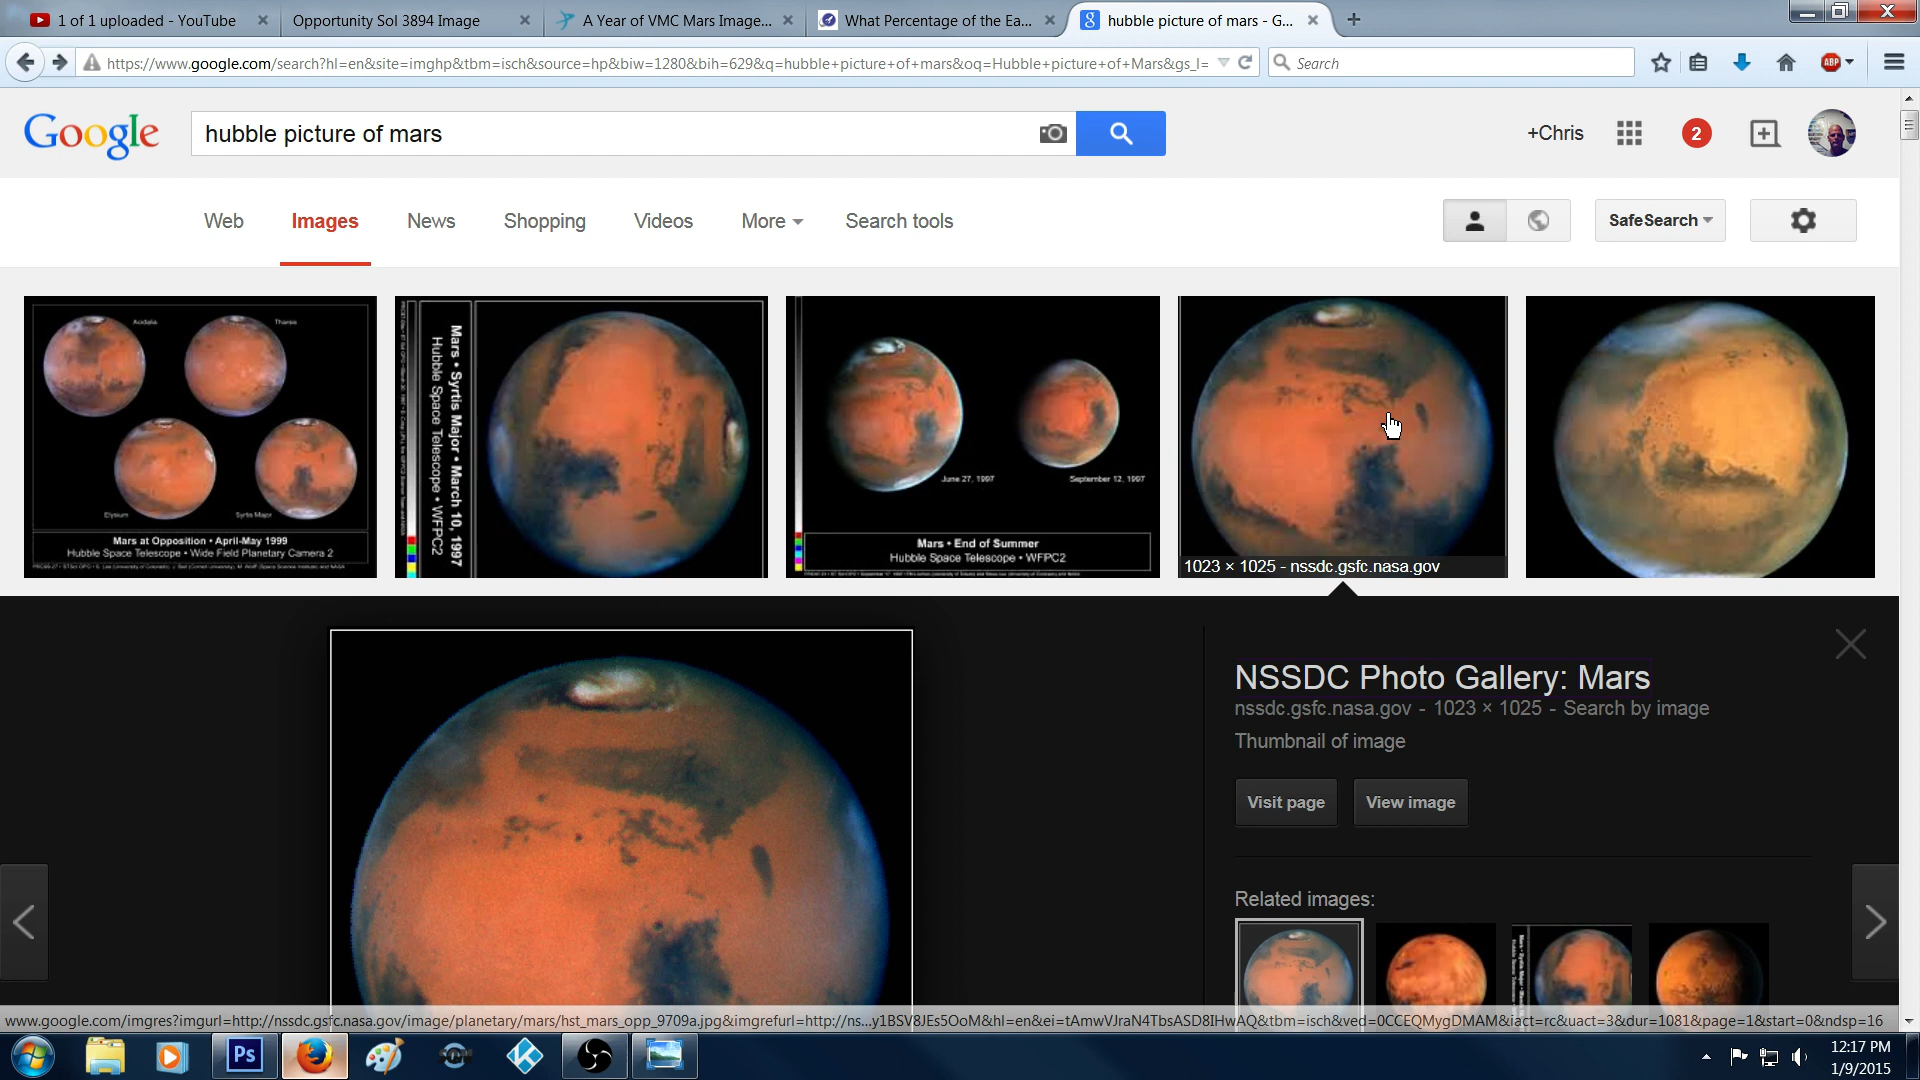 1 of 1 uploaded - YouTube
Opportunity Sol 3894 Image
A Year of VMC Mars Image...
What Percentage of the Ea...
hubble picture of mars - G...
https://www.google.com/search?hl=en&site=imghp&tbm=isch&source=hp&biw=1280&bih=629&q=hubble+picture+of+mars&oq=Hubble+picture+of+Mars&gs_l=
Search
ABP
Google
hubble picture of mars
+Chris
2
Web
Images
News
Shopping
Videos
More
Search tools
SafeSearch
Acidalia
Tharsis
Elysium
Syrtis Major
Mars at Opposition • April-May 1999
Hubble Space Telescope • Wide Field Planetary Camera 2
Mars • Syrtis Major • March 10, 1997
Hubble Space Telescope • WFPC2
June 27, 1997
September 12, 1997
Mars • End of Summer
Hubble Space Telescope • WFPC2
1023 × 1025 - nssdc.gsfc.nasa.gov
NSSDC Photo Gallery: Mars
nssdc.gsfc.nasa.gov - 1023 × 1025 - Search by image
Thumbnail of image
Visit page
View image
Related images:
www.google.com/imgres?imgurl=http://nssdc.gsfc.nasa.gov/image/planetary/mars/hst_mars_opp_9709a.jpg&imgrefurl=http://ns...y1BSV8JEs5OoM&hl=en&ei=tAmwVJraN4TbsASD8IHwAQ&tbm=isch&ved=0CCEQMygDMAM&iact=rc&uact=3&dur=1081&page=1&start=0&ndsp=16
Ps
12:17 PM
1/9/2015